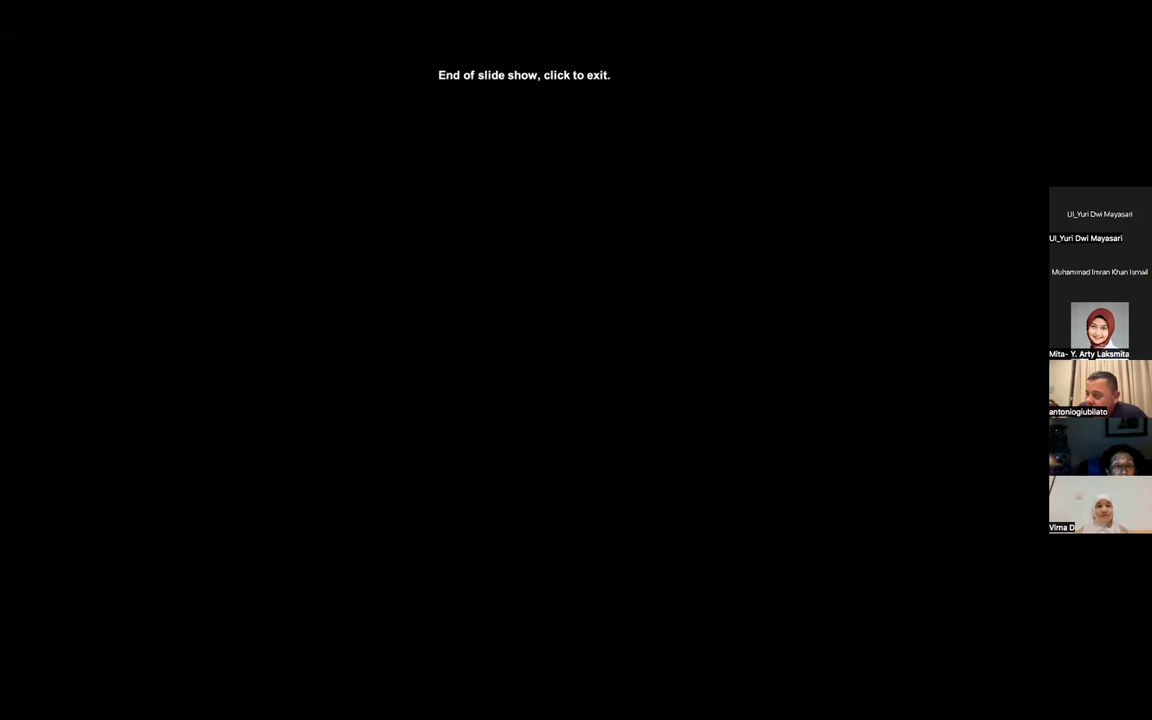 End of slide show, click to exit.
UI_Yuri Dwi Mayasari
UI_Yuri Dwi Mayasari
Muhammad Imran Khan Ismail
Mita- Y. Arty Laksmita
antoniogiubilato
Virna D